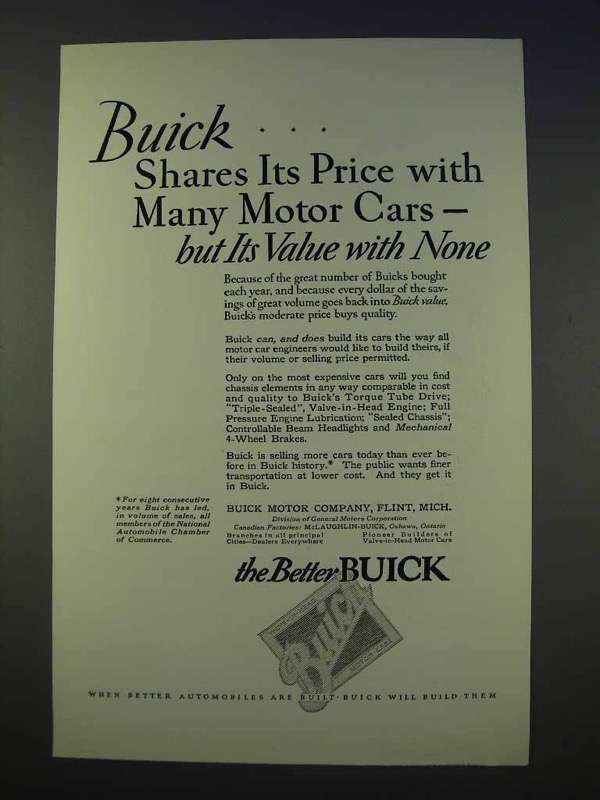 Buick . . .
Shares Its Price with
Many Motor Cars —
but Its Value with None
Because of the great number of Buicks bought
each year, and because every dollar of the sav-
ings of great volume goes back into Buick value,
Buick's moderate price buys quality.
Buick can, and does build its cars the way all
motor car engineers would like to build theirs, if
their volume or selling price permitted.
Only on the most expensive cars will you find
chassis elements in any way comparable in cost
and quality to Buick's Torque Tube Drive;
"Triple-Sealed", Valve-in-Head Engine; Full
Pressure Engine Lubrication; "Sealed Chassis";
Controllable Beam Headlights and Mechanical
4-Wheel Brakes.
Buick is selling more cars today than ever be-
fore in Buick history.* The public wants finer
transportation at lower cost. And they get it
in Buick.
*For eight consecutive
years Buick has led,
in volume of sales, all
members of the National
Automobile Chamber
of Commerce.
BUICK MOTOR COMPANY, FLINT, MICH.
Division of General Motors Corporation
Canadian Factories: McLAUGHLIN-BUICK, Oshawa, Ontario
Branches in all principal
Cities—Dealers Everywhere
Pioneer Builders of
Valve-in-Head Motor Cars
the Better BUICK
Buick
MOTOR CARS
WHEN BETTER AUTOMOBILES ARE BUILT · BUICK WILL BUILD THEM